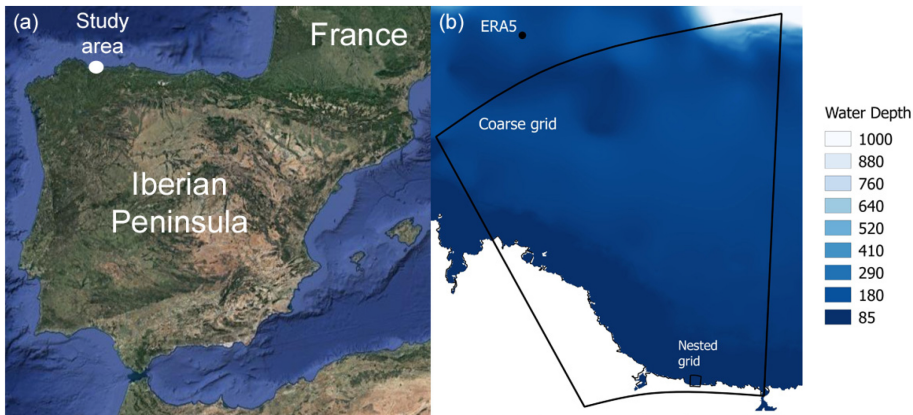 (a)
Study
area
France
Iberian
Peninsula
(b)
ERA5
Coarse grid
Nested
grid
Water Depth
1000
880
760
640
520
410
290
180
85